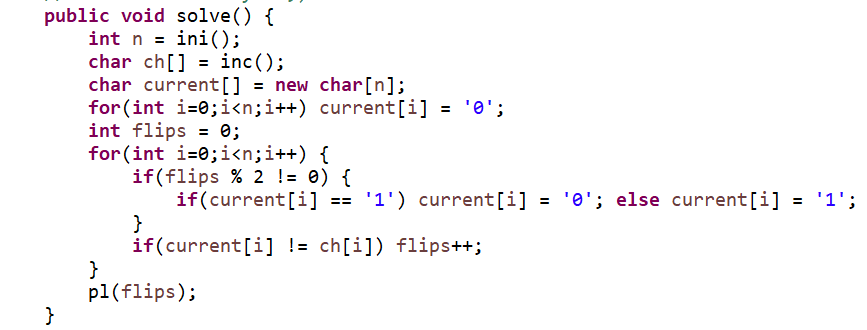 public void solve() {
int n = ini();
char ch[] = inc();
char current[] = new char[n];
for(int i=0;i<n;i++) current[i] = '0';
int flips = 0;
for(int i=0;i<n;i++) {
if(flips % 2 != 0) {
if(current[i] == '1') current[i] = '0'; else current[i] = '1';
}
if(current[i] != ch[i]) flips++;
}
pl(flips);
}